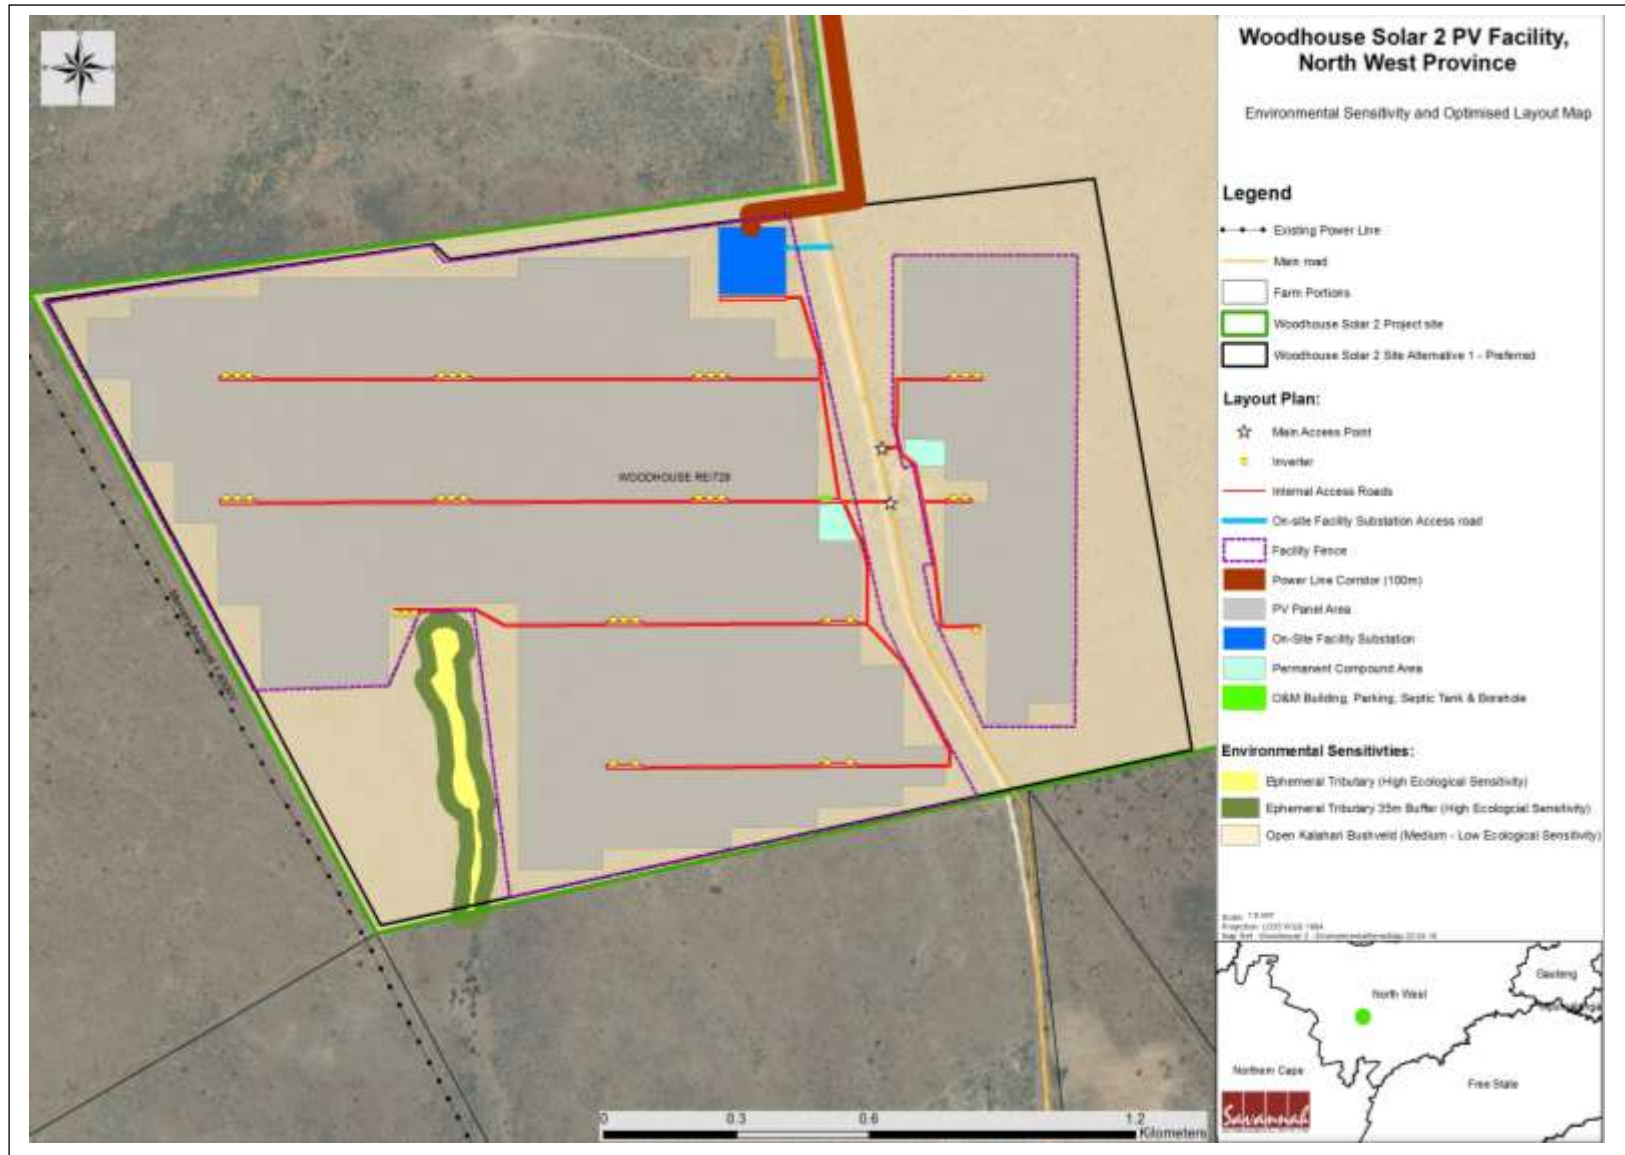 Woodhouse Solar 2 PV Facility,
North West Province
Environmental Sensitivity and Optimised Layout Map
Legend
Existing Power Line
Main road
Farm Portions
Woodhouse Solar 2 Project site
Woodhouse Solar 2 Site Alternative 1 - Preferred
Layout Plan:
Main Access Point
Inverter
Internal Access Roads
On-site Facility Substation Access road
Facility Fence
Power Line Corridor (100m)
PV Panel Area
On-Site Facility Substation
Permanent Compound Area
O&M Building, Parking, Septic Tank & Borehole
Environmental Sensitivties:
Ephemeral Tributary (High Ecological Sensitivity)
Ephemeral Tributary 35m Buffer (High Ecologcial Sensitivity)
Open Kalahari Bushveld (Medium - Low Ecological Sensitivity)
WOODHOUSE RE/729
0 0.3 0.6 1.2
Kilometers
Gauteng
North West
Northern Cape
Free State
Savannah